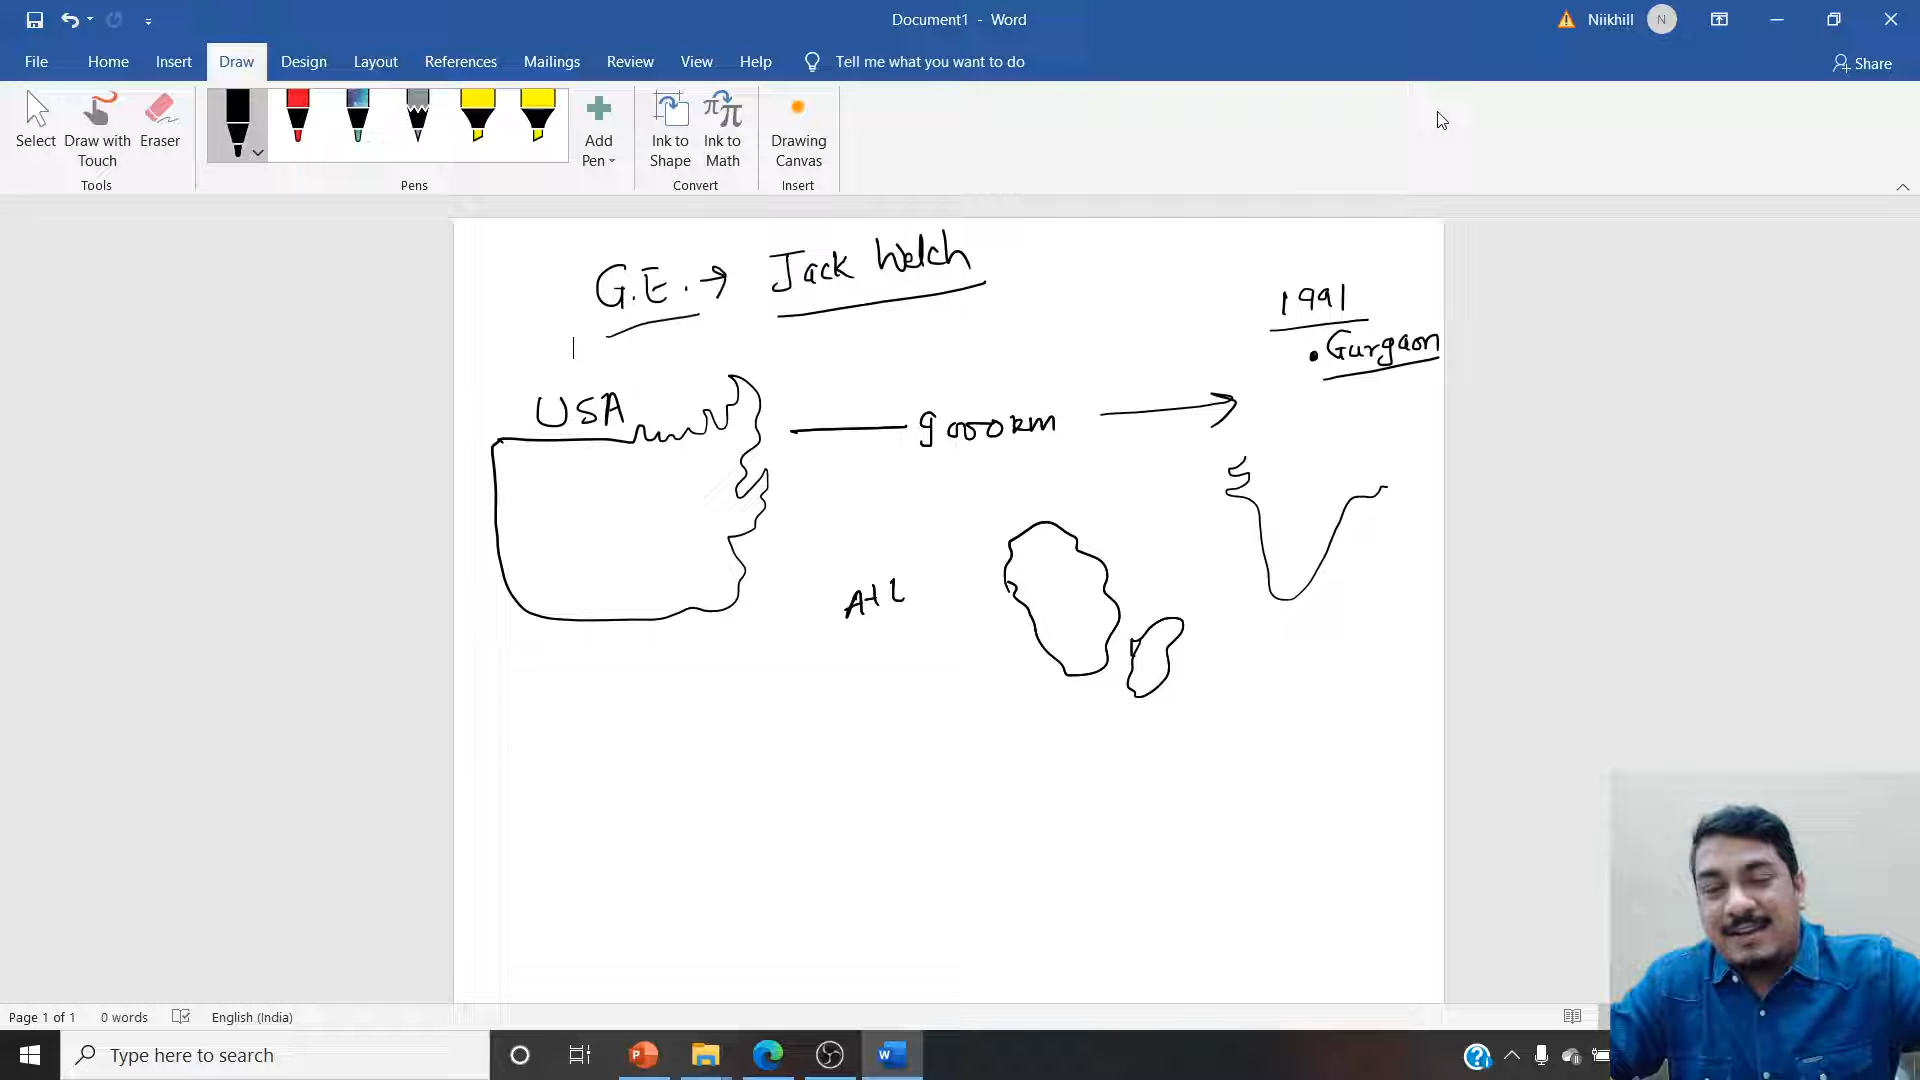 Document1 - Word
Niikhill
N
File Home Insert Draw Design Layout References Mailings Review View Help Tell me what you want to do
Share
Select
Draw with Touch
Eraser
Add Pen
Ink to Shape
Ink to Math
Drawing Canvas
Tools
Pens
Convert
Insert
G.E. → Jack Welch
1991
. Gurgaon
USA
9000 km
Atl
Page 1 of 1 0 words English (India)
Type here to search